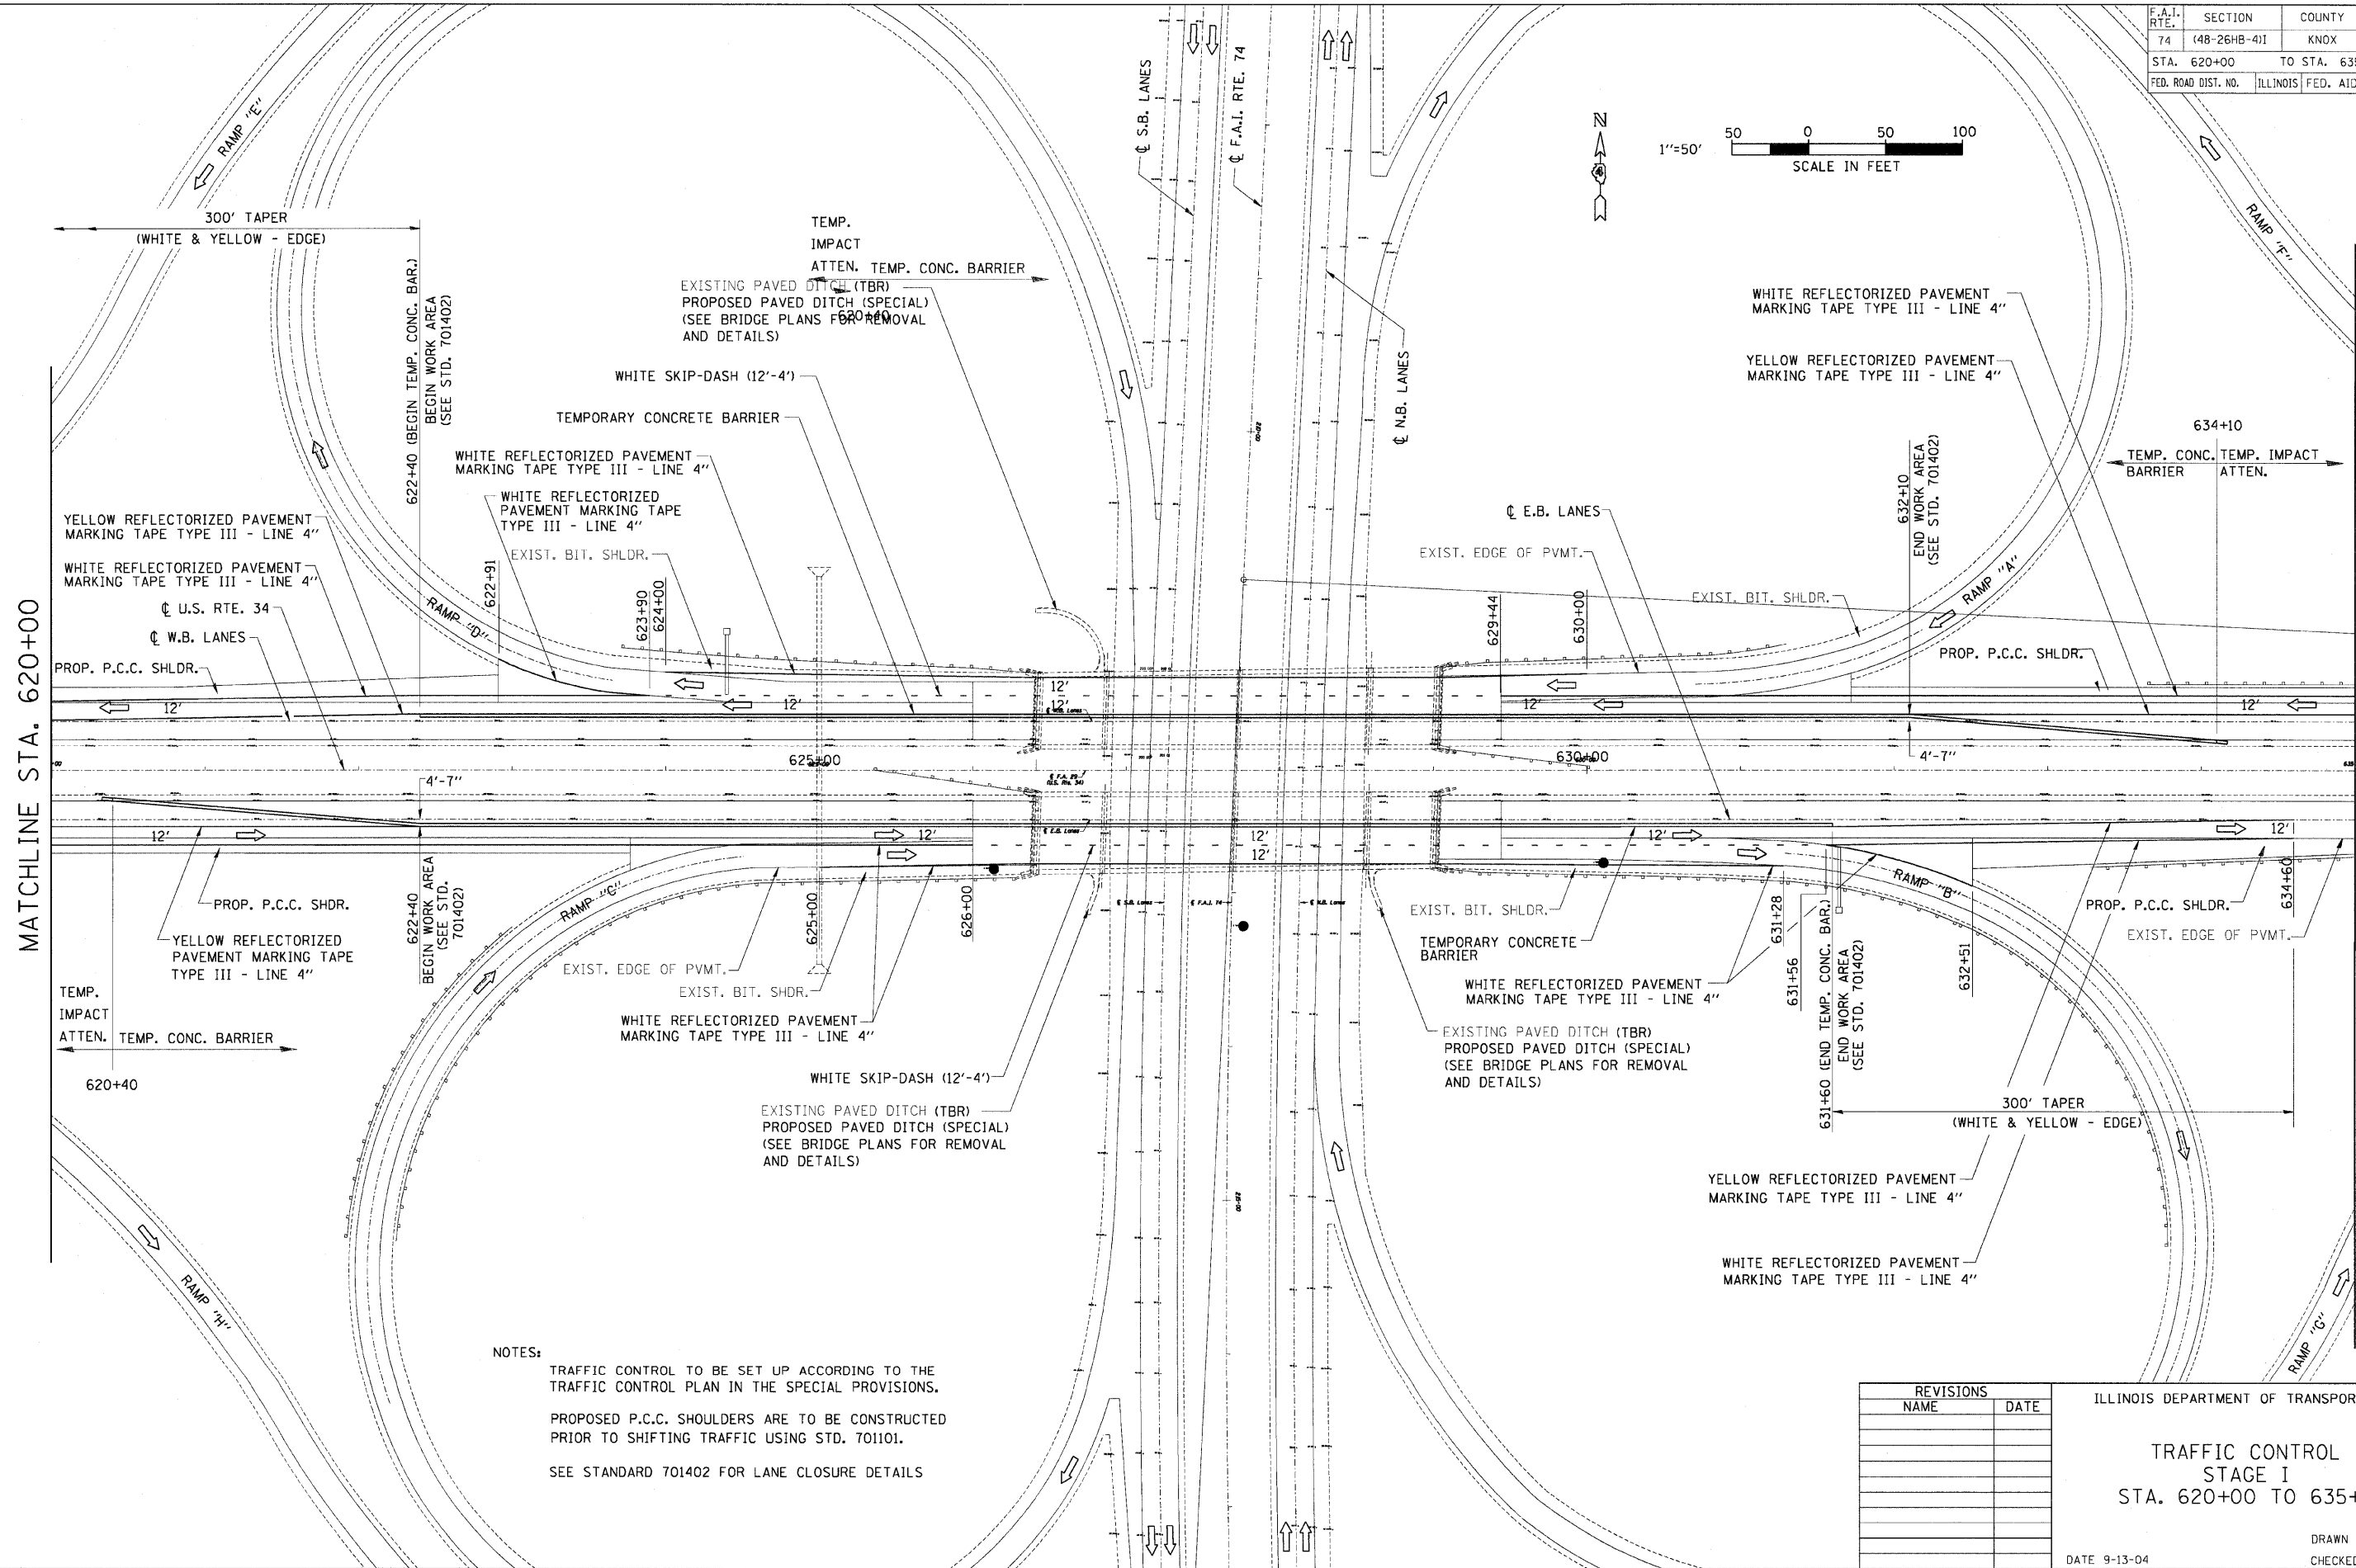 F.A.I. RTE.
SECTION
COUNTY
74
(48-26HB-4)I
KNOX
STA. 620+00
TO STA. 635
FED. ROAD DIST. NO.
ILLINOIS
FED. AID
RAMP "E"
℄ S.B. LANES
℄ F.A.I. RTE. 74
N
1"=50'
50 0 50 100
SCALE IN FEET
RAMP "F"
300' TAPER
(WHITE & YELLOW - EDGE)
TEMP.
IMPACT
ATTEN. TEMP. CONC. BARRIER
620+40
EXISTING PAVED DITCH (TBR)
PROPOSED PAVED DITCH (SPECIAL)
(SEE BRIDGE PLANS FOR REMOVAL
AND DETAILS)
622+40 (BEGIN TEMP. CONC. BAR.)
BEGIN WORK AREA
(SEE STD. 701402)
WHITE SKIP-DASH (12'-4')
TEMPORARY CONCRETE BARRIER
WHITE REFLECTORIZED PAVEMENT
MARKING TAPE TYPE III - LINE 4"
WHITE REFLECTORIZED
PAVEMENT MARKING TAPE
TYPE III - LINE 4"
EXIST. BIT. SHLDR.
℄ N.B. LANES
WHITE REFLECTORIZED PAVEMENT
MARKING TAPE TYPE III - LINE 4"
YELLOW REFLECTORIZED PAVEMENT
MARKING TAPE TYPE III - LINE 4"
634+10
TEMP. CONC.
BARRIER
TEMP. IMPACT
ATTEN.
632+10
END WORK AREA
(SEE STD. 701402)
℄ E.B. LANES
EXIST. EDGE OF PVMT.
EXIST. BIT. SHLDR.
RAMP "A"
PROP. P.C.C. SHLDR.
YELLOW REFLECTORIZED PAVEMENT
MARKING TAPE TYPE III - LINE 4"
WHITE REFLECTORIZED PAVEMENT
MARKING TAPE TYPE III - LINE 4"
℄ U.S. RTE. 34
℄ W.B. LANES
PROP. P.C.C. SHLDR.
MATCHLINE STA. 620+00
RAMP "D"
622+91
623+90
624+00
629+44
630+00
12'
12'
12'
12'
12'
12'
4'-7"
625+00
℄ F.A. 29
(U.S. Rte. 34)
630+00
4'-7"
12'
12'
12'
12'
12'
12'
℄ W.B. Lanes
℄ E.B. Lanes
℄ S.B. Lanes
℄ F.A.I. 74
℄ N.B. Lanes
PROP. P.C.C. SHDR.
YELLOW REFLECTORIZED
PAVEMENT MARKING TAPE
TYPE III - LINE 4"
622+40
BEGIN WORK AREA
(SEE STD.
701402)
TEMP.
IMPACT
ATTEN. TEMP. CONC. BARRIER
620+40
RAMP "C"
625+00
626+00
EXIST. EDGE OF PVMT.
EXIST. BIT. SHDR.
WHITE REFLECTORIZED PAVEMENT
MARKING TAPE TYPE III - LINE 4"
WHITE SKIP-DASH (12'-4')
EXISTING PAVED DITCH (TBR)
PROPOSED PAVED DITCH (SPECIAL)
(SEE BRIDGE PLANS FOR REMOVAL
AND DETAILS)
EXIST. BIT. SHLDR.
TEMPORARY CONCRETE
BARRIER
WHITE REFLECTORIZED PAVEMENT
MARKING TAPE TYPE III - LINE 4"
EXISTING PAVED DITCH (TBR)
PROPOSED PAVED DITCH (SPECIAL)
(SEE BRIDGE PLANS FOR REMOVAL
AND DETAILS)
631+28
631+56
631+60 (END TEMP. CONC. BAR.)
END WORK AREA
(SEE STD. 701402)
RAMP "B"
632+51
634+60
PROP. P.C.C. SHLDR.
EXIST. EDGE OF PVMT.
300' TAPER
(WHITE & YELLOW - EDGE)
YELLOW REFLECTORIZED PAVEMENT
MARKING TAPE TYPE III - LINE 4"
WHITE REFLECTORIZED PAVEMENT
MARKING TAPE TYPE III - LINE 4"
RAMP "H"
RAMP "G"
NOTES:
TRAFFIC CONTROL TO BE SET UP ACCORDING TO THE
TRAFFIC CONTROL PLAN IN THE SPECIAL PROVISIONS.
PROPOSED P.C.C. SHOULDERS ARE TO BE CONSTRUCTED
PRIOR TO SHIFTING TRAFFIC USING STD. 701101.
SEE STANDARD 701402 FOR LANE CLOSURE DETAILS
REVISIONS
NAME DATE
ILLINOIS DEPARTMENT OF TRANSPOR
TRAFFIC CONTROL
STAGE I
STA. 620+00 TO 635+
DRAWN
DATE 9-13-04
CHECKED